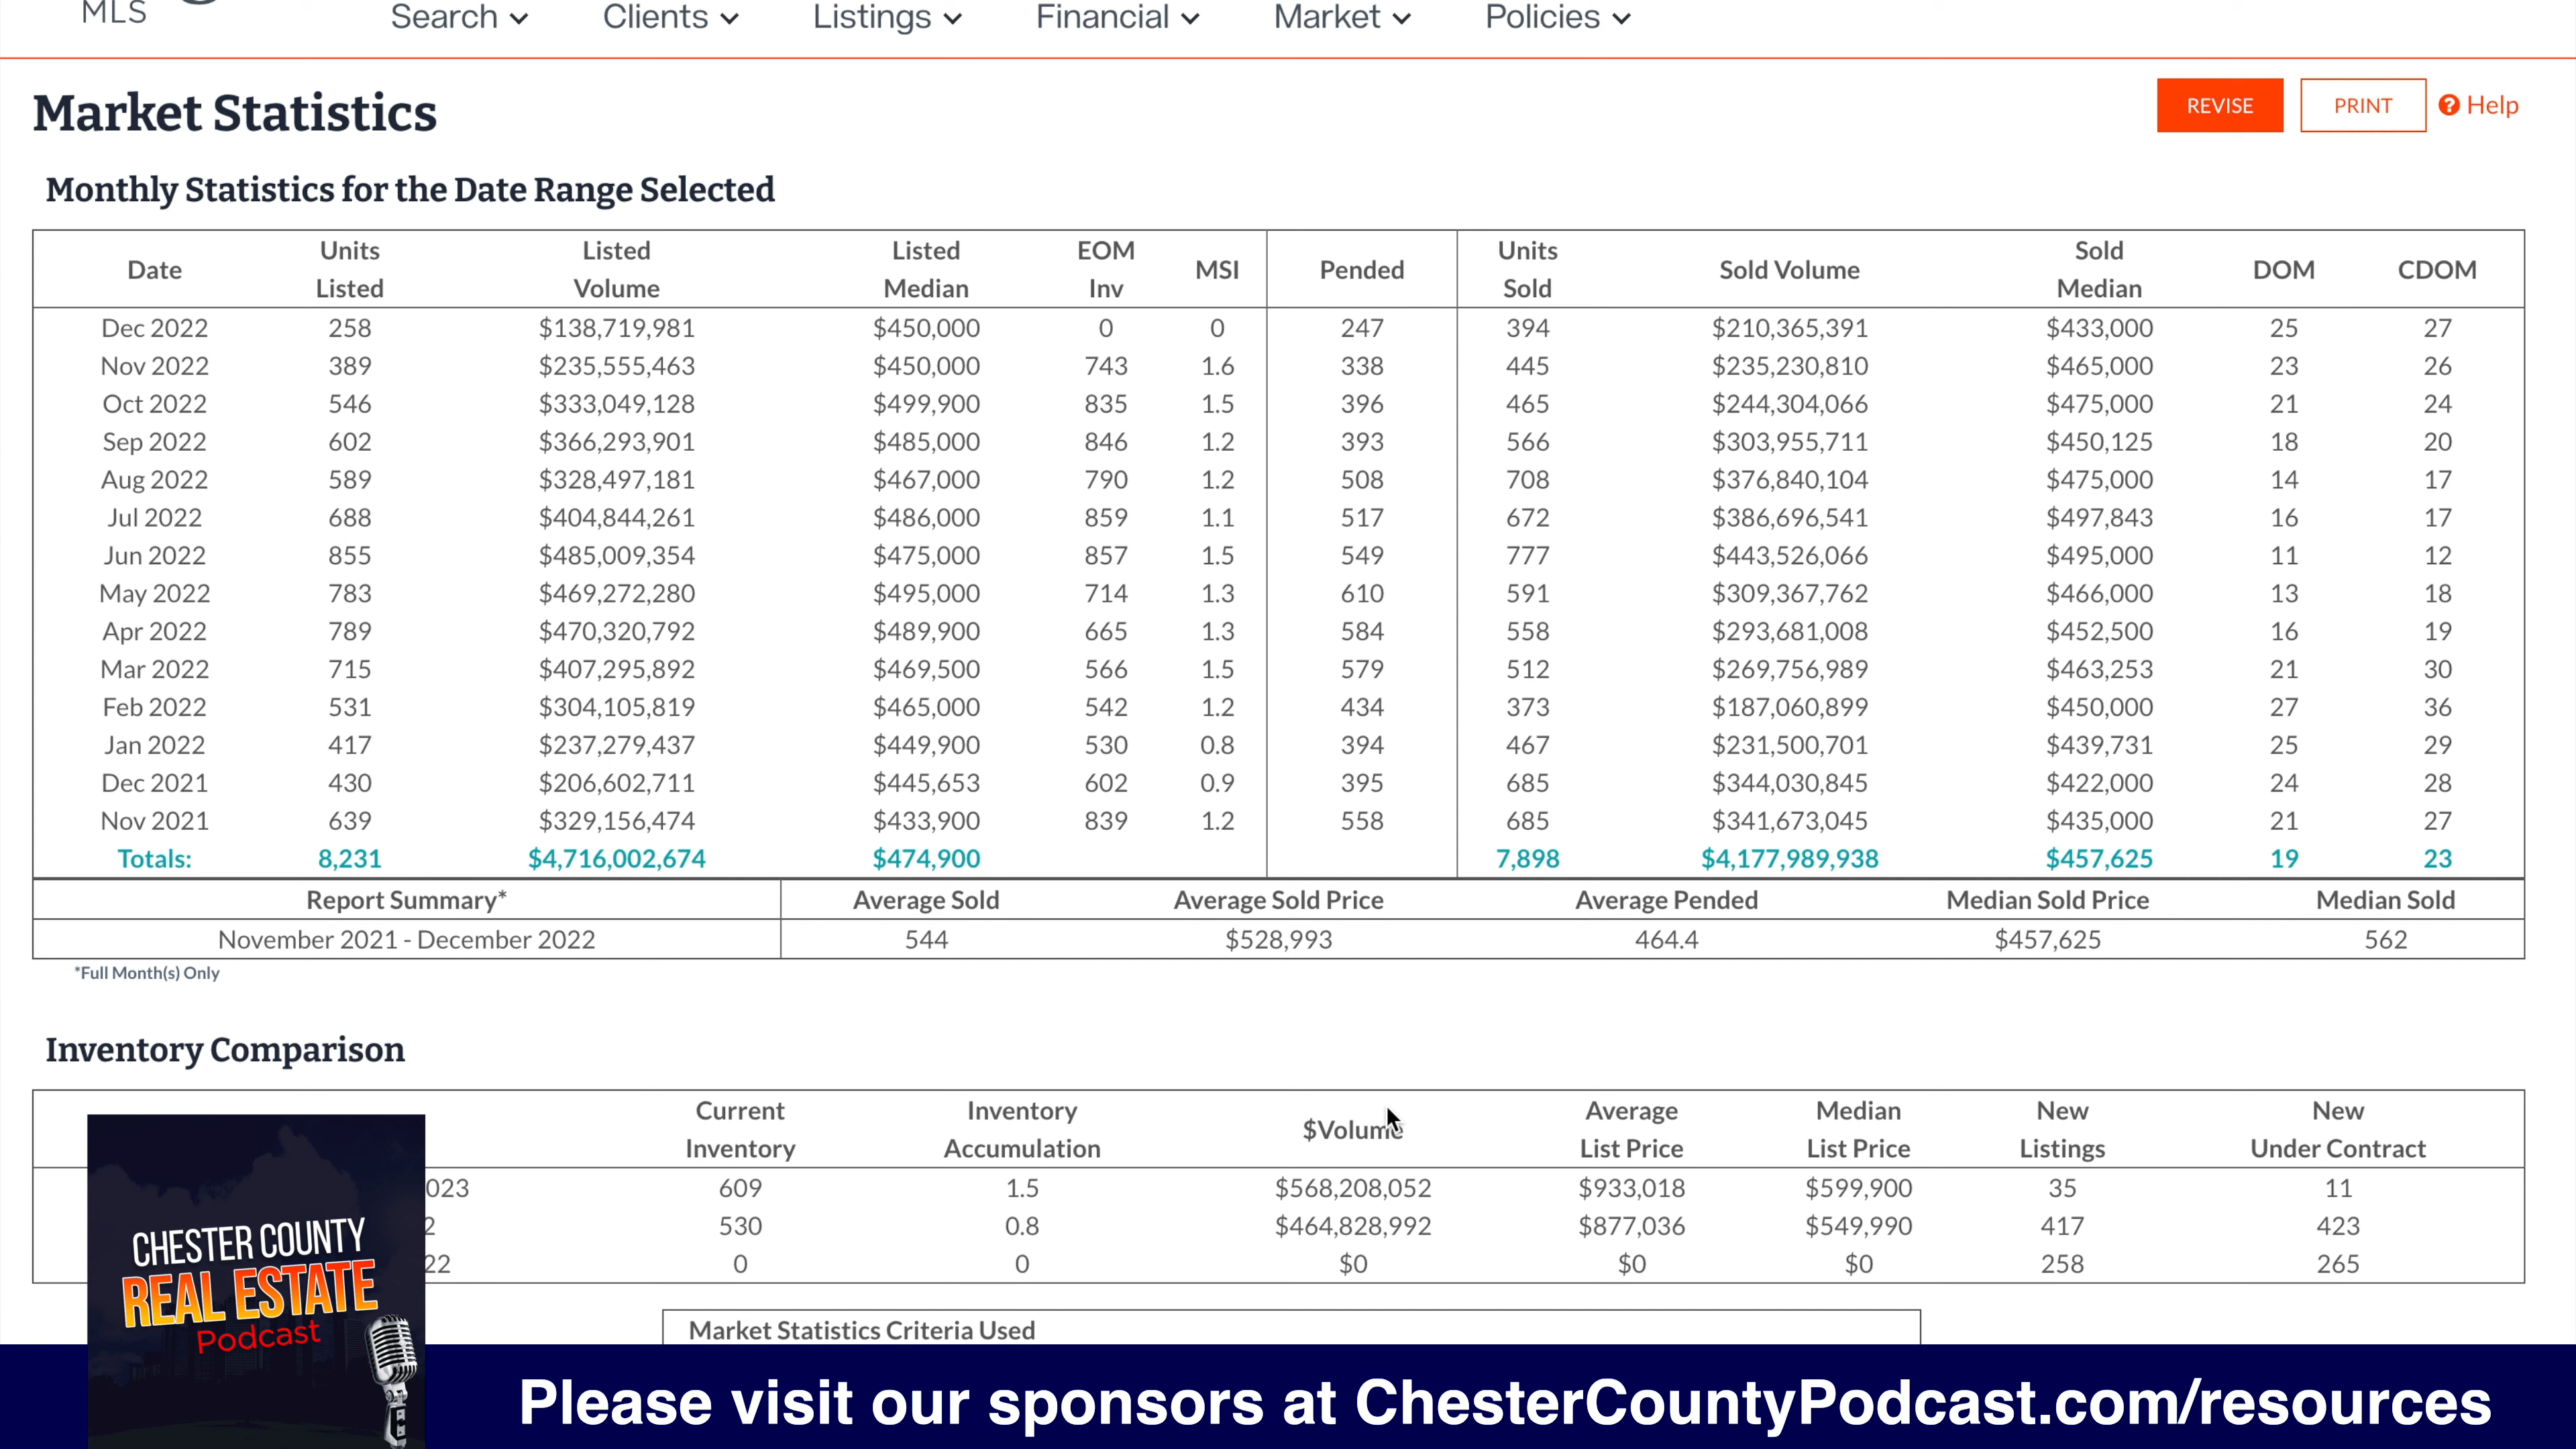 MLS
Search Clients Listings Financial Market Policies
Market Statistics
REVISE PRINT ? Help
Monthly Statistics for the Date Range Selected
Date Units Listed Listed Volume Listed Median EOM Inv MSI Pended Units Sold Sold Volume Sold Median DOM CDOM
Dec 2022 258 $138,719,981 $450,000 0 0 247 394 $210,365,391 $433,000 25 27
Nov 2022 389 $235,555,463 $450,000 743 1.6 338 445 $235,230,810 $465,000 23 26
Oct 2022 546 $333,049,128 $499,900 835 1.5 396 465 $244,304,066 $475,000 21 24
Sep 2022 602 $366,293,901 $485,000 846 1.2 393 566 $303,955,711 $450,125 18 20
Aug 2022 589 $328,497,181 $467,000 790 1.2 508 708 $376,840,104 $475,000 14 17
Jul 2022 688 $404,844,261 $486,000 859 1.1 517 672 $386,696,541 $497,843 16 17
Jun 2022 855 $485,009,354 $475,000 857 1.5 549 777 $443,526,066 $495,000 11 12
May 2022 783 $469,272,280 $495,000 714 1.3 610 591 $309,367,762 $466,000 13 18
Apr 2022 789 $470,320,792 $489,900 665 1.3 584 558 $293,681,008 $452,500 16 19
Mar 2022 715 $407,295,892 $469,500 566 1.5 579 512 $269,756,989 $463,253 21 30
Feb 2022 531 $304,105,819 $465,000 542 1.2 434 373 $187,060,899 $450,000 27 36
Jan 2022 417 $237,279,437 $449,900 530 0.8 394 467 $231,500,701 $439,731 25 29
Dec 2021 430 $206,602,711 $445,653 602 0.9 395 685 $344,030,845 $422,000 24 28
Nov 2021 639 $329,156,474 $433,900 839 1.2 558 685 $341,673,045 $435,000 21 27
Totals: 8,231 $4,716,002,674 $474,900 7,898 $4,177,989,938 $457,625 19 23
Report Summary* Average Sold Average Sold Price Average Pended Median Sold Price Median Sold
November 2021 - December 2022 544 $528,993 464.4 $457,625 562
*Full Month(s) Only
Inventory Comparison
Current Inventory Inventory Accumulation $Volume Average List Price Median List Price New Listings New Under Contract
023 609 1.5 $568,208,052 $933,018 $599,900 35 11
2 530 0.8 $464,828,992 $877,036 $549,990 417 423
22 0 0 $0 $0 $0 258 265
Market Statistics Criteria Used
CHESTER COUNTY
REAL ESTATE
Podcast
Please visit our sponsors at ChesterCountyPodcast.com/resources